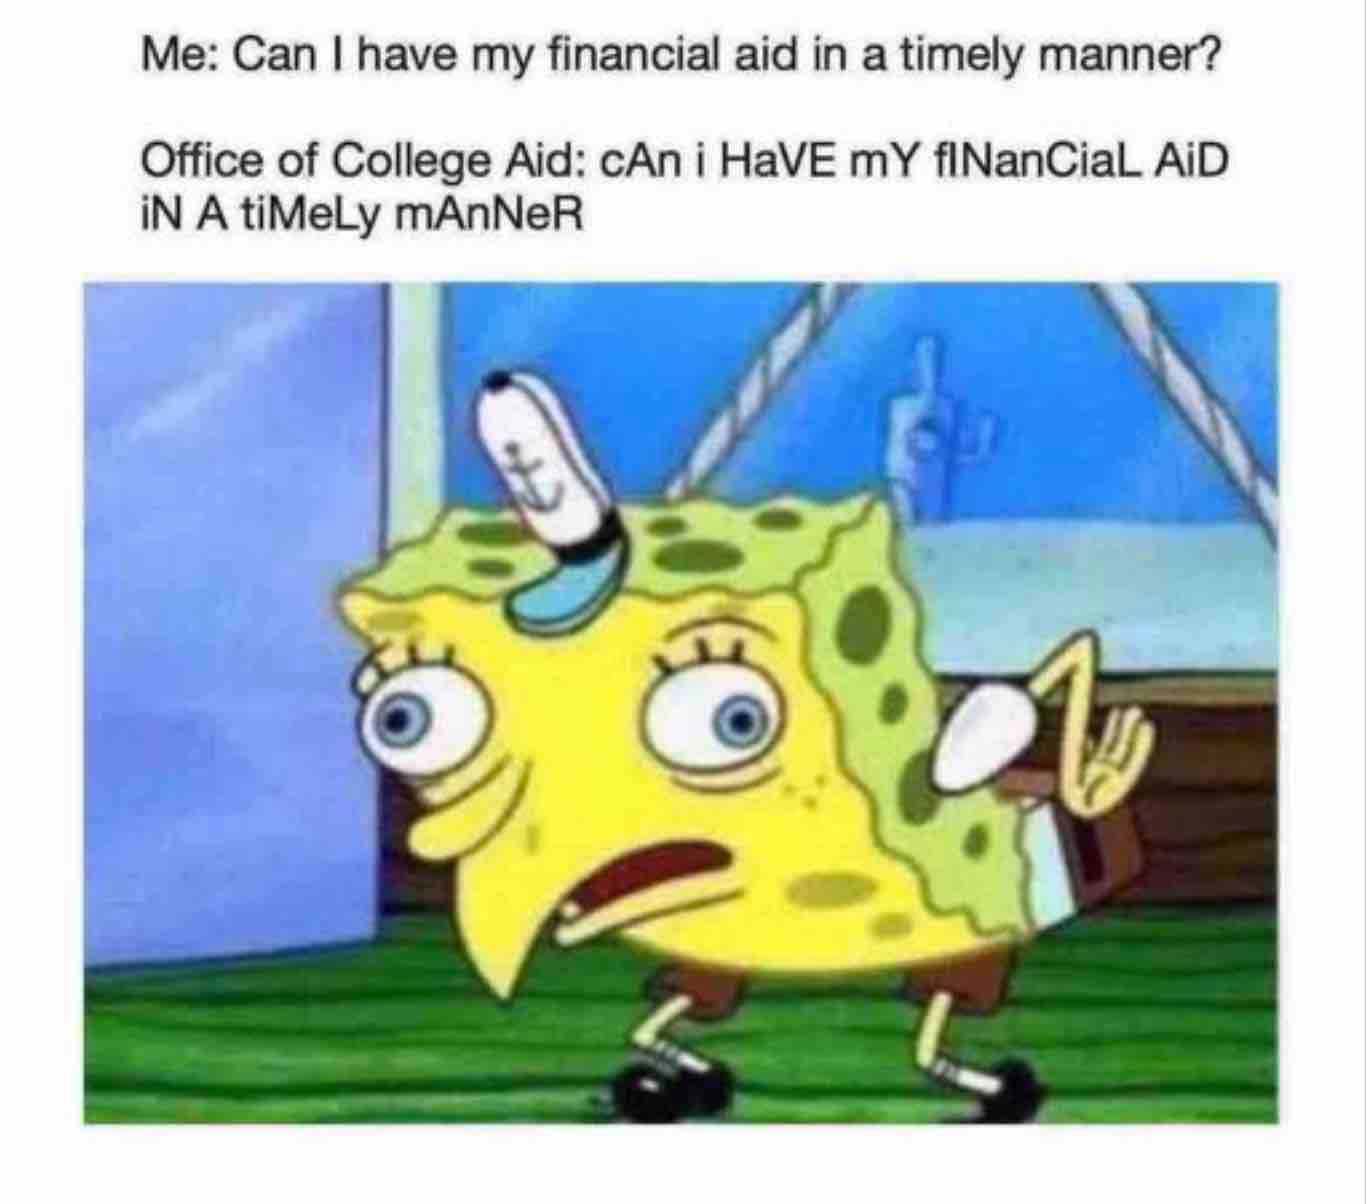 Me: Can I have my financial aid in a timely manner?
Office of College Aid: cAn i HaVE mY fINanCiaL AiD
iN A tiMeLy mAnNeR